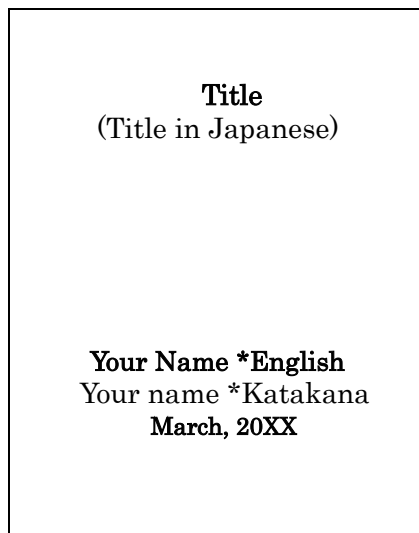 Title
(Title in Japanese)
Your Name *English
Your name *Katakana
March, 20XX